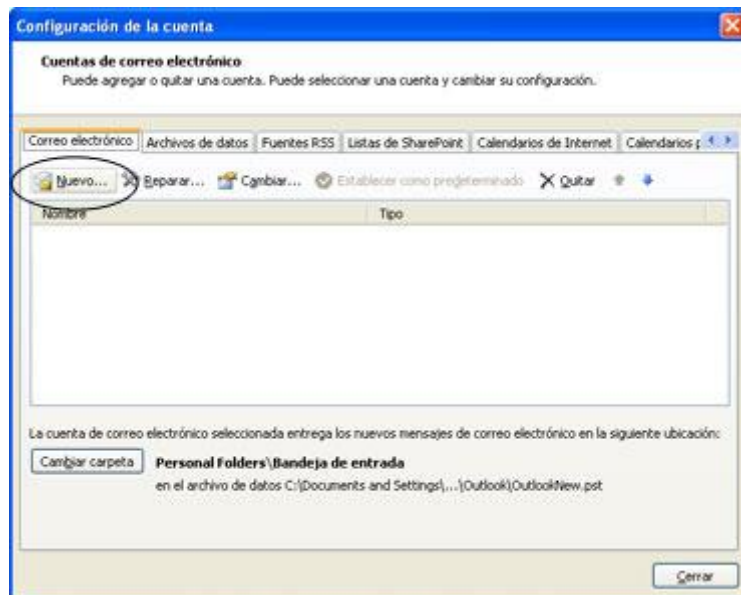 Configuración de la cuenta
Cuentas de correo electrónico
Puede agregar o quitar una cuenta. Puede seleccionar una cuenta y cambiar su configuración.
Correo electrónico Archivos de datos Fuentes RSS Listas de SharePoint Calendarios de Internet Calendarios p
Nuevo... Reparar... Cambiar... Establecer como predeterminado Quitar
Nombre Tipo
La cuenta de correo electrónico seleccionada entrega los nuevos mensajes de correo electrónico en la siguiente ubicación:
Cambiar carpeta Personal Folders\Bandeja de entrada
en el archivo de datos C:\Documents and Settings\...\Outlook\OutlookNew.pst
Cerrar